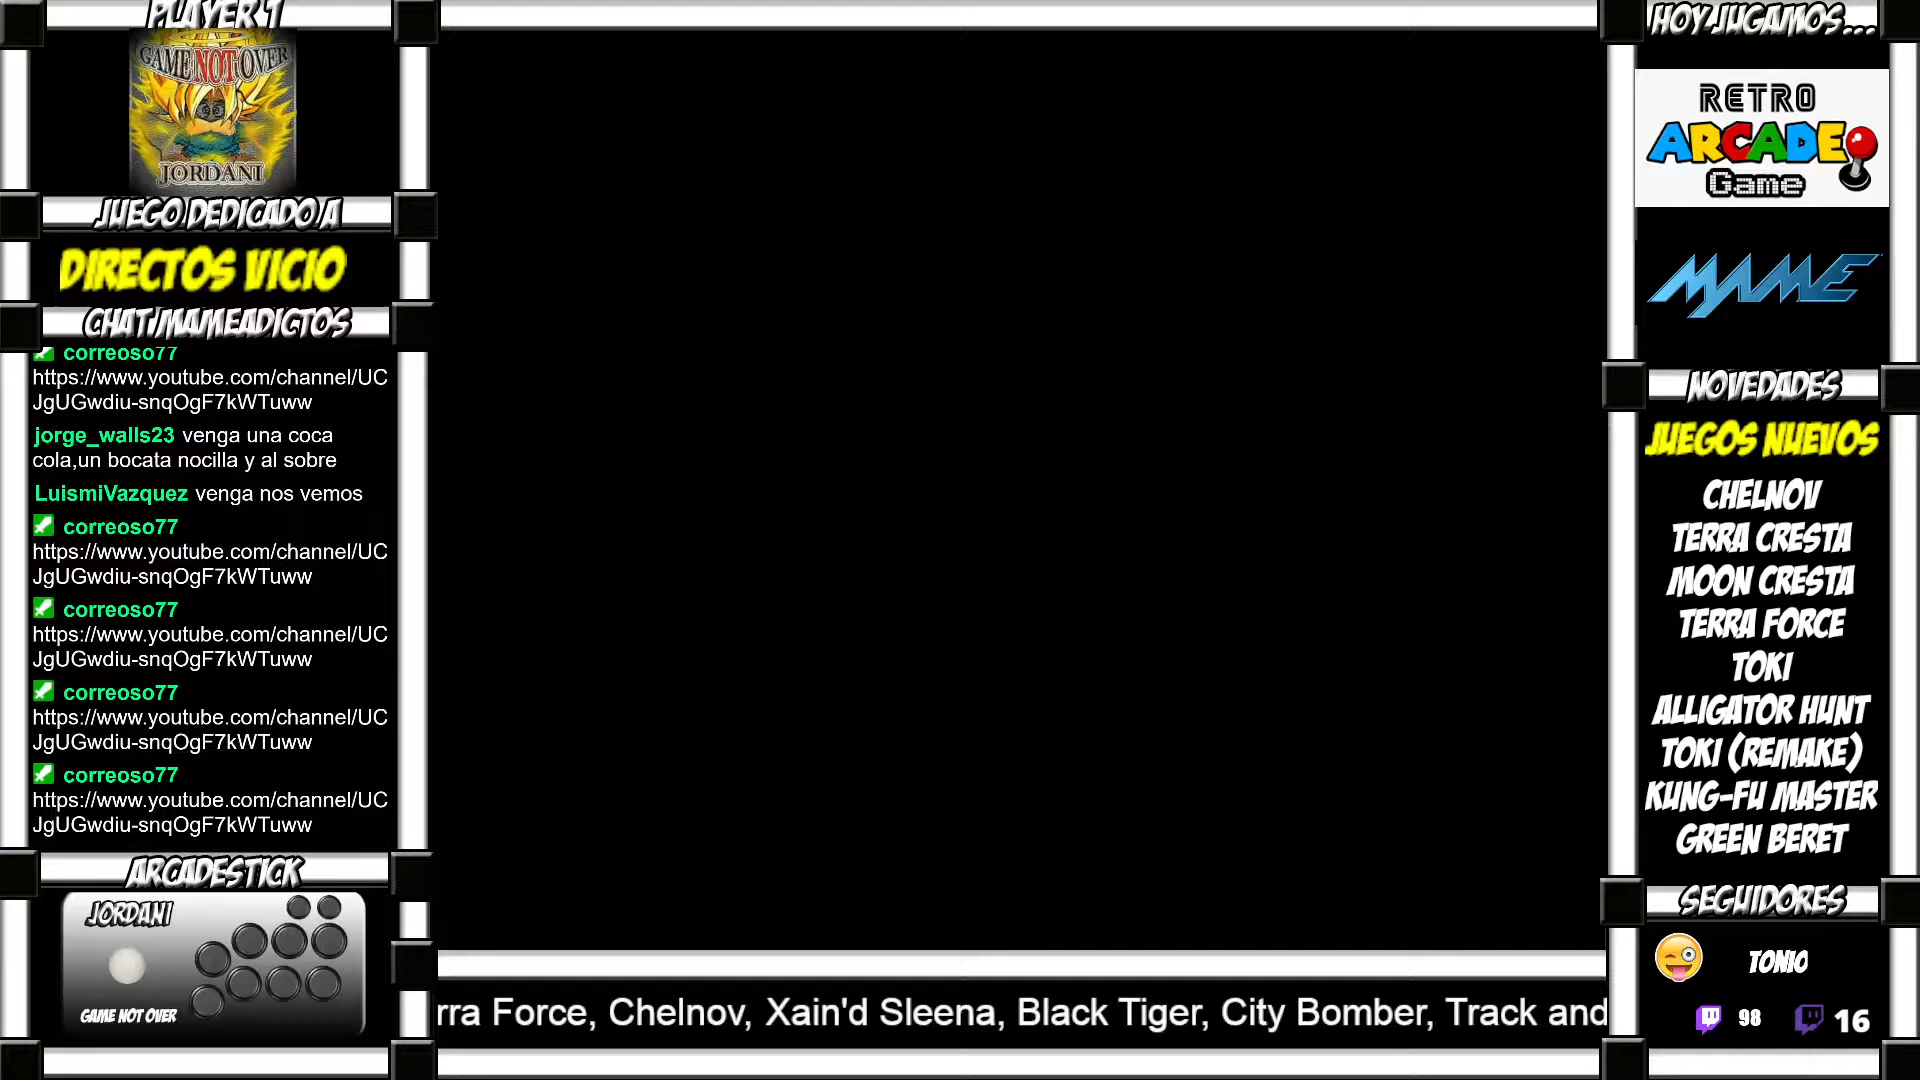 PLAYER 1
GAME NOT OVER
JORDANI
JUEGO DEDICADO A
DIRECTOS VICIO
CHAT/MAMEADICTOS
correoso77
https://www.youtube.com/channel/UC
JgUGwdiu-snqOgF7kWTuww
jorge_walls23 venga una coca
cola,un bocata nocilla y al sobre
LuismiVazquez venga nos vemos
correoso77
https://www.youtube.com/channel/UC
JgUGwdiu-snqOgF7kWTuww
correoso77
https://www.youtube.com/channel/UC
JgUGwdiu-snqOgF7kWTuww
correoso77
https://www.youtube.com/channel/UC
JgUGwdiu-snqOgF7kWTuww
correoso77
https://www.youtube.com/channel/UC
JgUGwdiu-snqOgF7kWTuww
ARCADESTICK
JORDANI
GAME NOT OVER
rra Force, Chelnov, Xain'd Sleena, Black Tiger, City Bomber, Track and
HOY JUGAMOS...
RETRO
ARCADE
Game
MAME
NOVEDADES
JUEGOS NUEVOS
CHELNOV
TERRA CRESTA
MOON CRESTA
TERRA FORCE
TOKI
ALLIGATOR HUNT
TOKI (REMAKE)
KUNG-FU MASTER
GREEN BERET
SEGUIDORES
TONIO
98 16